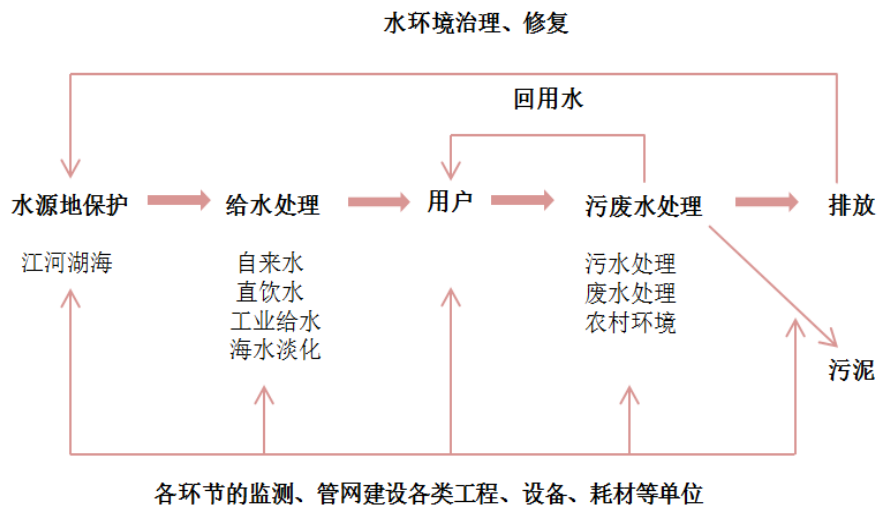 水环境治理、修复
回用水
水源地保护
给水处理
用户
污废水处理
排放
江河湖海
自来水
直饮水
工业给水
海水淡化
污水处理
废水处理
农村环境
污泥
各环节的监测、管网建设各类工程、设备、耗材等单位